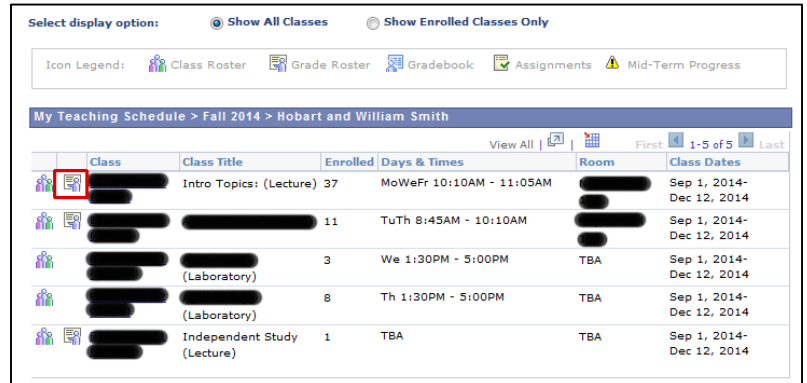 Select display option: Show All Classes Show Enrolled Classes Only
Icon Legend: Class Roster Grade Roster Gradebook Assignments Mid-Term Progress
My Teaching Schedule > Fall 2014 > Hobart and William Smith
View All | | First 1-5 of 5 Last
Class Class Title Enrolled Days & Times Room Class Dates
Intro Topics: (Lecture) 37 MoWeFr 10:10AM - 11:05AM Sep 1, 2014-
Dec 12, 2014
11 TuTh 8:45AM - 10:10AM Sep 1, 2014-
Dec 12, 2014
3 We 1:30PM - 5:00PM TBA Sep 1, 2014-
(Laboratory) Dec 12, 2014
8 Th 1:30PM - 5:00PM TBA Sep 1, 2014-
(Laboratory) Dec 12, 2014
Independent Study 1 TBA TBA Sep 1, 2014-
(Lecture) Dec 12, 2014